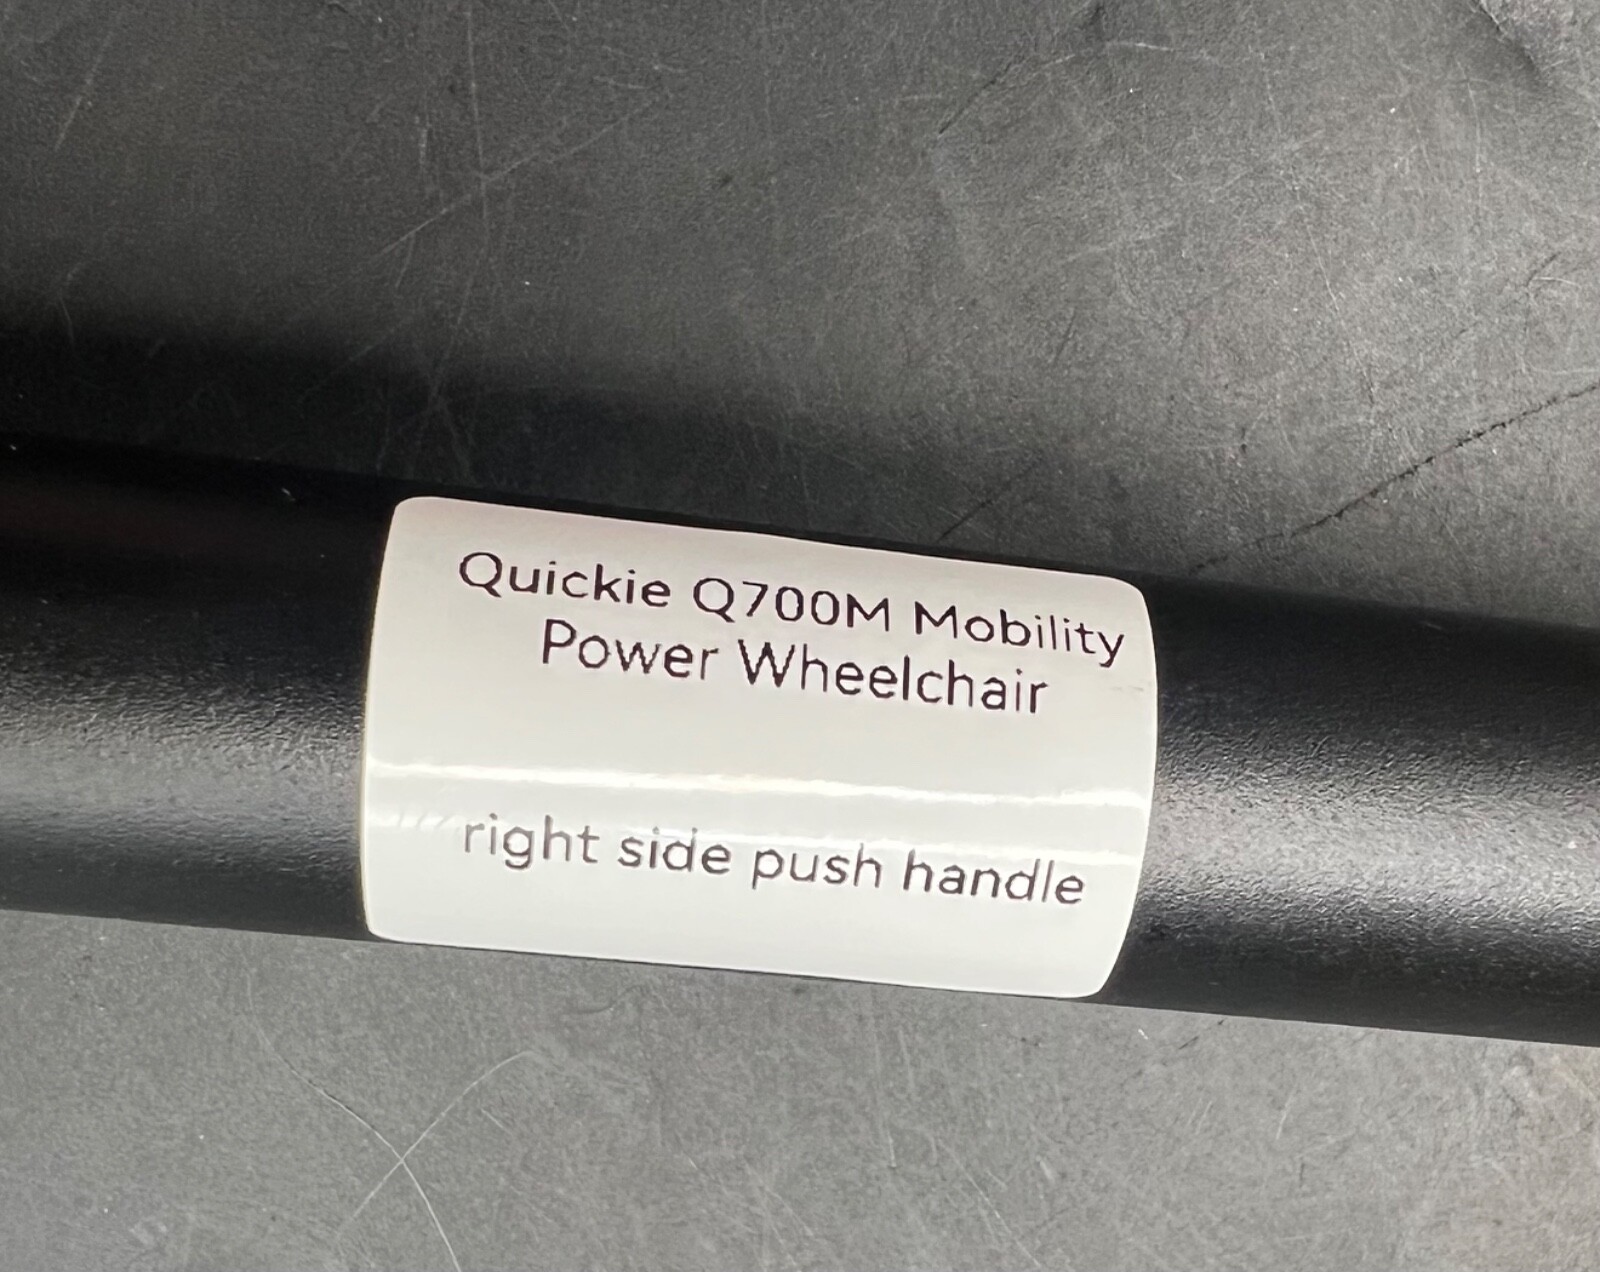 Quickie Q700M Mobility
Power Wheelchair
right side push handle